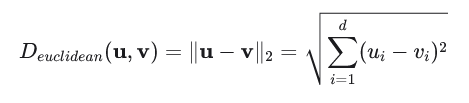 D_{euclidean}(\mathbf{u}, \mathbf{v}) = \|\mathbf{u} - \mathbf{v}\|_2 = \sqrt{\sum_{i=1}^{d} (u_i - v_i)^2}